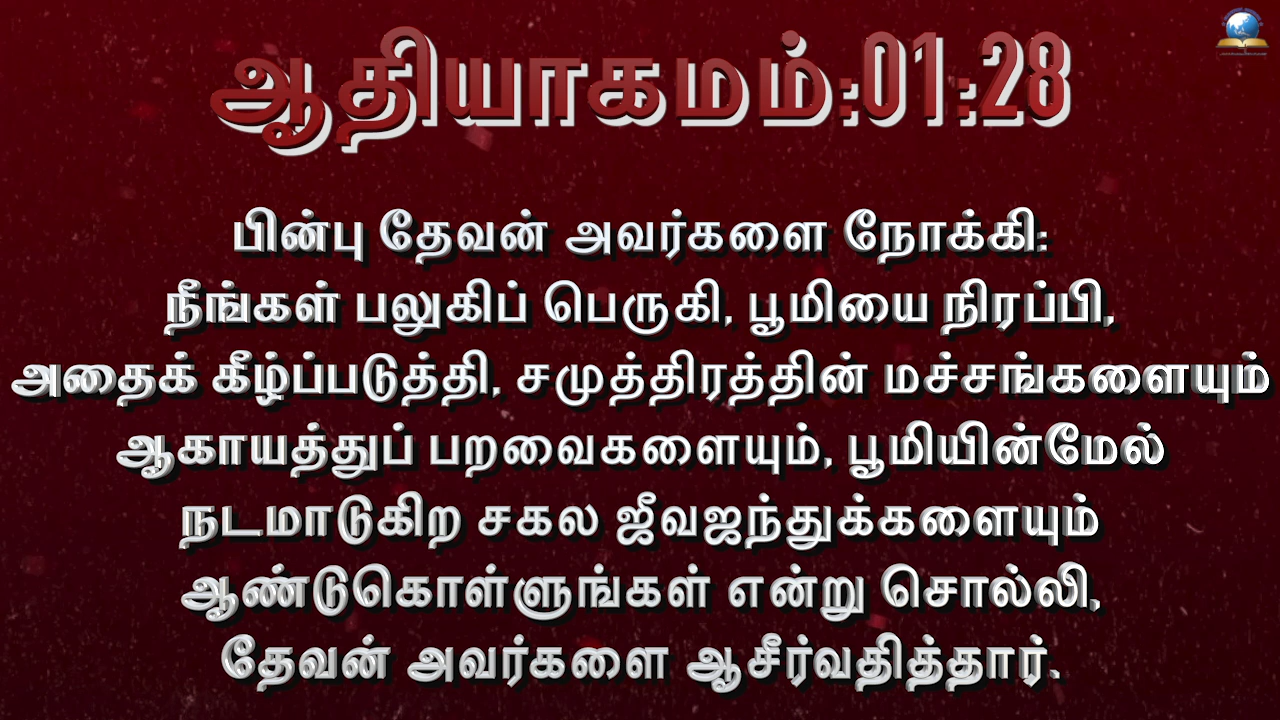 ஆதியாகமம்:01:28
பின்பு தேவன் அவர்களை நோக்கி:
நீங்கள் பலுகிப் பெருகி, பூமியை நிரப்பி,
அதைக் கீழ்ப்படுத்தி, சமுத்திரத்தின் மச்சங்களையும்
ஆகாயத்துப் பறவைகளையும், பூமியின்மேல்
நடமாடுகிற சகல ஜீவஜந்துக்களையும்
ஆண்டுகொள்ளுங்கள் என்று சொல்லி,
தேவன் அவர்களை ஆசீர்வதித்தார்.